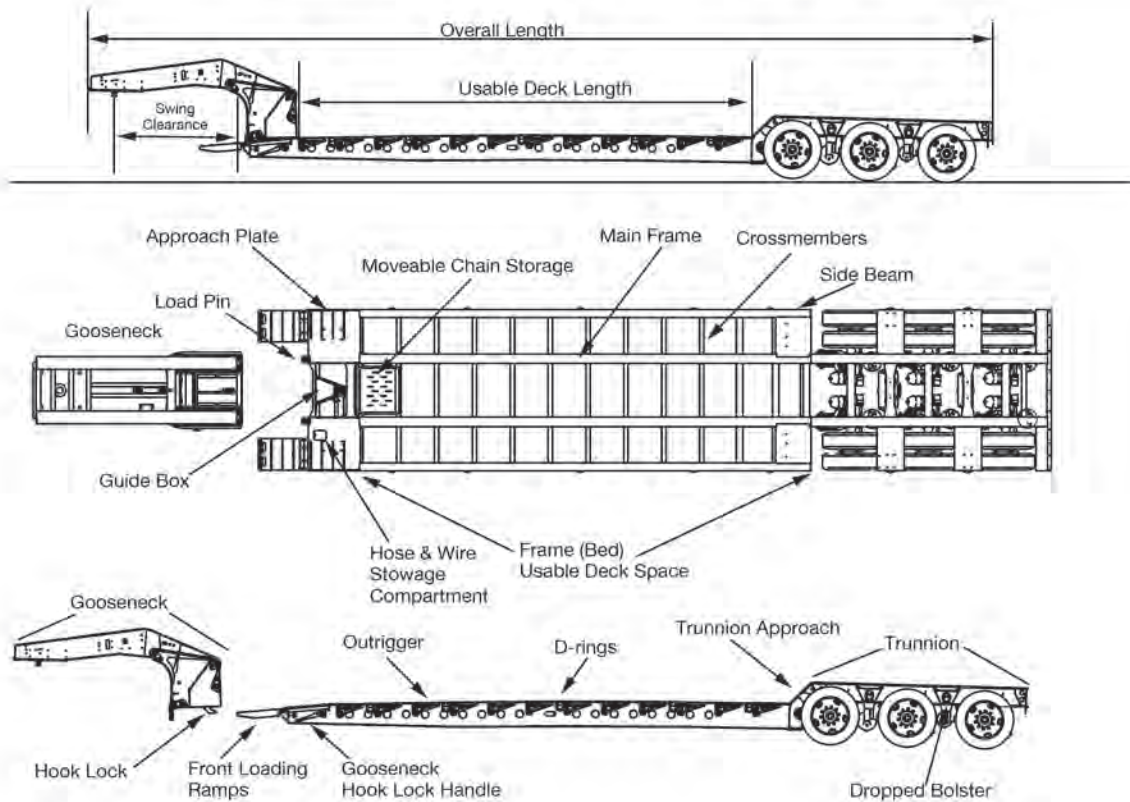 Overall Length
Usable Deck Length
Swing
Clearance
Approach Plate
Main Frame
Crossmembers
Moveable Chain Storage
Side Beam
Load Pin
Gooseneck
Guide Box
Hose & Wire
Stowage
Compartment
Frame (Bed)
Usable Deck Space
Gooseneck
Outrigger
D-rings
Trunnion Approach
Trunnion
Hook Lock
Front Loading
Ramps
Gooseneck
Hook Lock Handle
Dropped Bolster